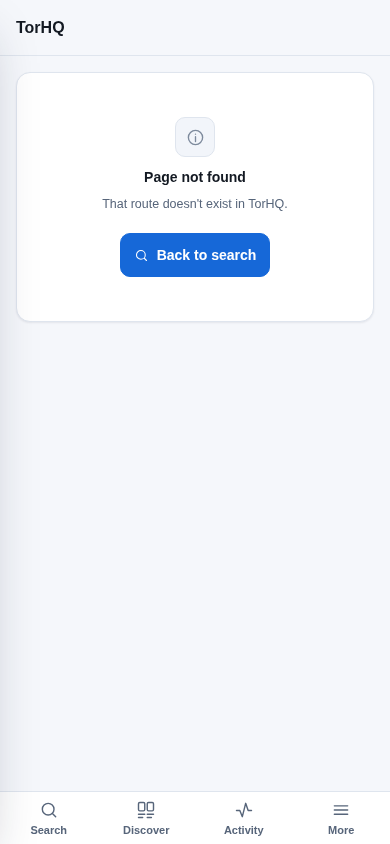 TorHQ
Page not found
That route doesn't exist in TorHQ.
Back to search
Search
Discover
Activity
More